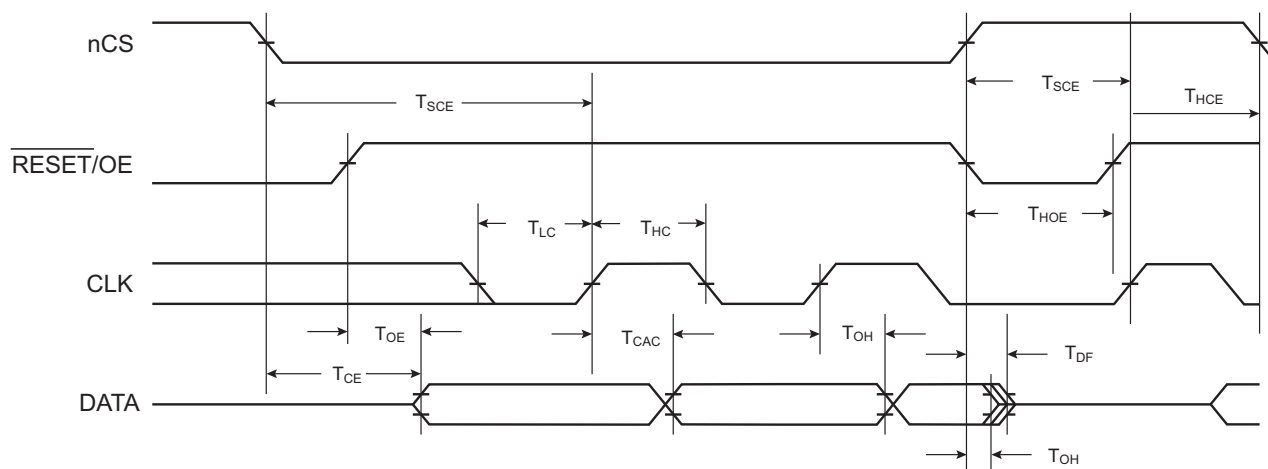 nCS
T_SCE
T_SCE
T_HCE
RESET/OE
T_LC
T_HC
T_HOE
CLK
T_OE
T_CAC
T_OH
T_DF
T_CE
DATA
T_OH